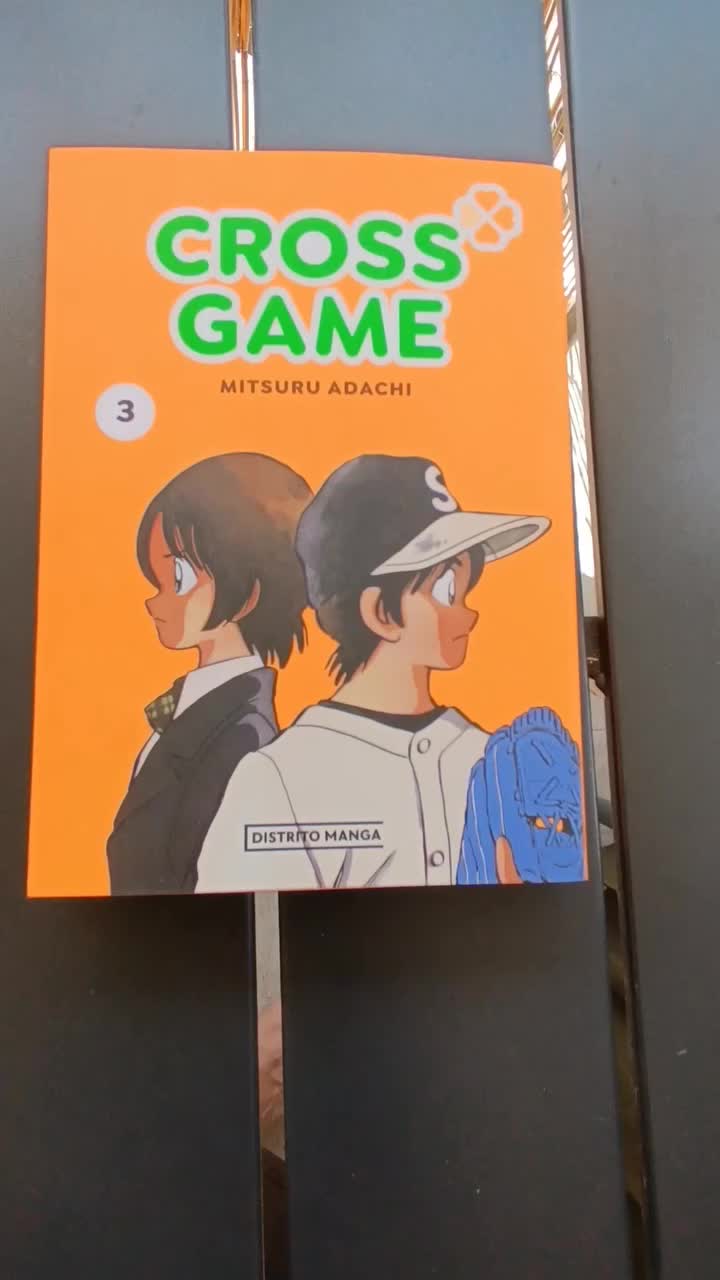 CROSS
GAME
MITSURU ADACHI
3
S
DISTRITO MANGA